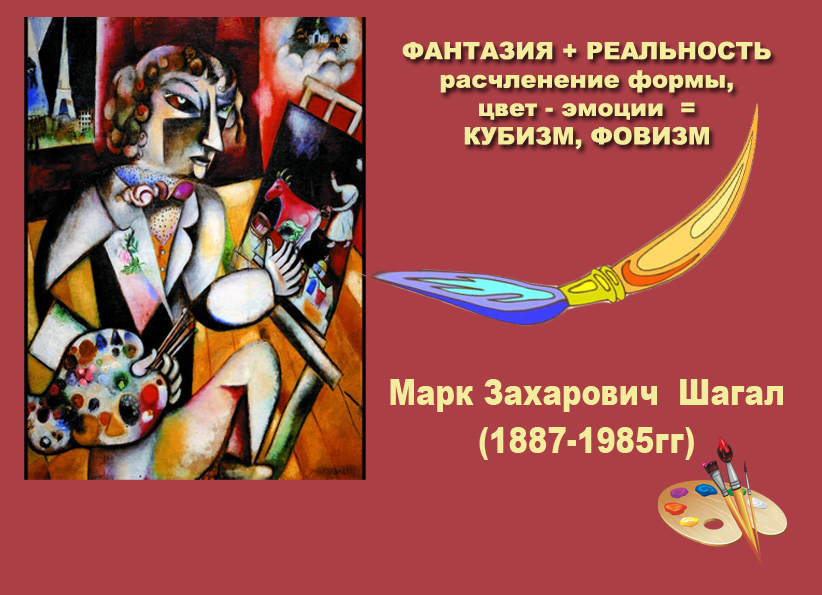 ФАНТАЗИЯ + РЕАЛЬНОСТЬ
расчленение формы,
цвет - эмоции =
КУБИЗМ, ФОВИЗМ
Марк Захарович Шагал
(1887-1985гг)